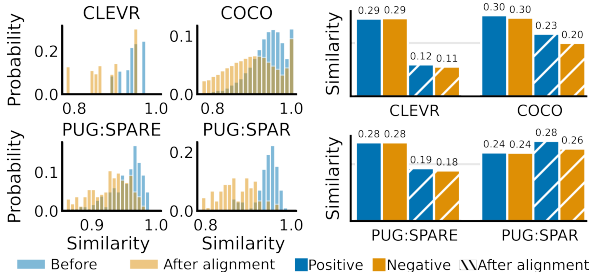 CLEVR
COCO
Probability
0.2
0.0
0.8
1.0
0.1
0.0
0.8
1.0
PUG:SPARE
PUG:SPAR
Probability
0.1
0.0
0.9
1.0
0.2
0.0
0.8
1.0
Similarity
Similarity
Before
After alignment
Similarity
0.29
0.29
0.12
0.11
0.30
0.30
0.23
0.20
CLEVR
COCO
Similarity
0.28
0.28
0.19
0.18
0.24
0.24
0.28
0.26
PUG:SPARE
PUG:SPAR
Positive
Negative
After alignment